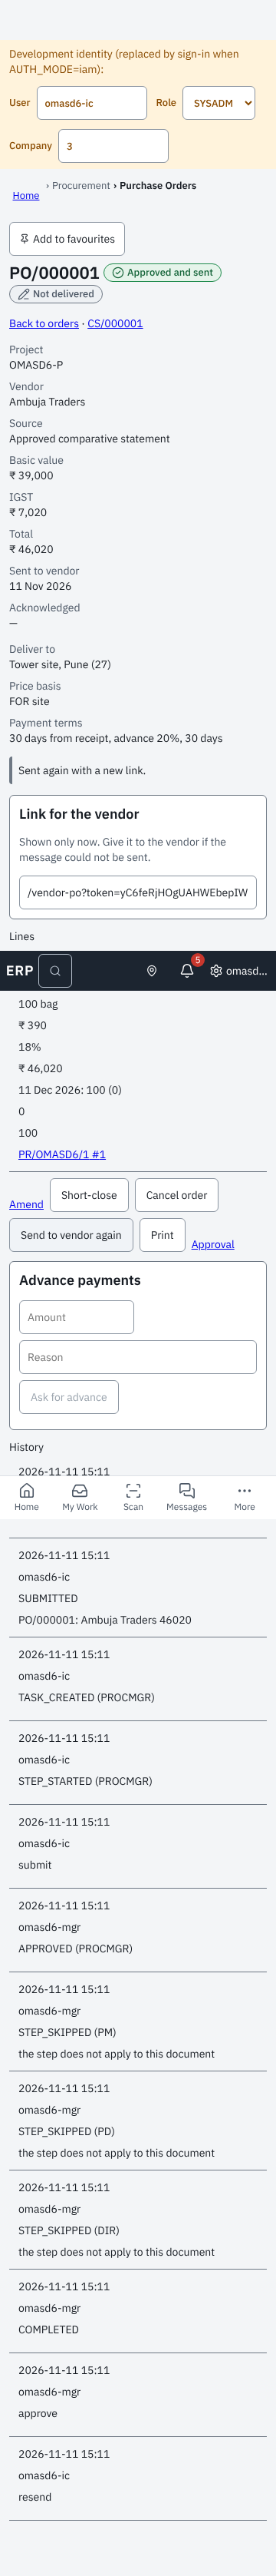 Development identity (replaced by sign-in when
AUTH_MODE=iam):
User omasd6-ic Role SYSADM
Company 3
Home › Procurement › Purchase Orders
Add to favourites
PO/000001 Approved and sent
Not delivered
Back to orders · CS/000001
Project
OMASD6-P
Vendor
Ambuja Traders
Source
Approved comparative statement
Basic value
₹ 39,000
IGST
₹ 7,020
Total
₹ 46,020
Sent to vendor
11 Nov 2026
Acknowledged
—
Deliver to
Tower site, Pune (27)
Price basis
FOR site
Payment terms
30 days from receipt, advance 20%, 30 days
Sent again with a new link.
Link for the vendor
Shown only now. Give it to the vendor if the
message could not be sent.
/vendor-po?token=yC6feRjHOgUAHWEbepIW
Lines
ERP 5 omasd...
100 bag
₹ 390
18%
₹ 46,020
11 Dec 2026: 100 (0)
0
100
PR/OMASD6/1 #1
Amend Short-close Cancel order
Send to vendor again Print Approval
Advance payments
Amount
Reason
Ask for advance
History
2026-11-11 15:11
Home My Work Scan Messages More
2026-11-11 15:11
omasd6-ic
SUBMITTED
PO/000001: Ambuja Traders 46020
2026-11-11 15:11
omasd6-ic
TASK_CREATED (PROCMGR)
2026-11-11 15:11
omasd6-ic
STEP_STARTED (PROCMGR)
2026-11-11 15:11
omasd6-ic
submit
2026-11-11 15:11
omasd6-mgr
APPROVED (PROCMGR)
2026-11-11 15:11
omasd6-mgr
STEP_SKIPPED (PM)
the step does not apply to this document
2026-11-11 15:11
omasd6-mgr
STEP_SKIPPED (PD)
the step does not apply to this document
2026-11-11 15:11
omasd6-mgr
STEP_SKIPPED (DIR)
the step does not apply to this document
2026-11-11 15:11
omasd6-mgr
COMPLETED
2026-11-11 15:11
omasd6-mgr
approve
2026-11-11 15:11
omasd6-ic
resend